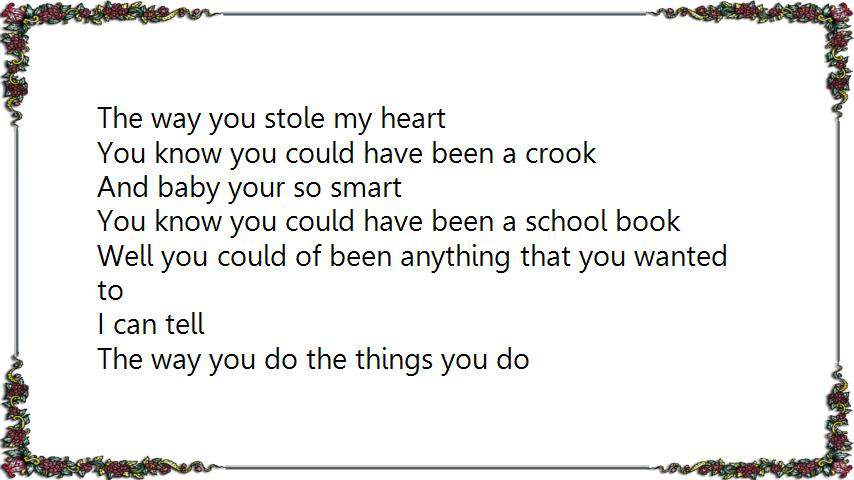 The way you stole my heart
You know you could have been a crook
And baby your so smart
You know you could have been a school book
Well you could of been anything that you wanted
to
I can tell
The way you do the things you do